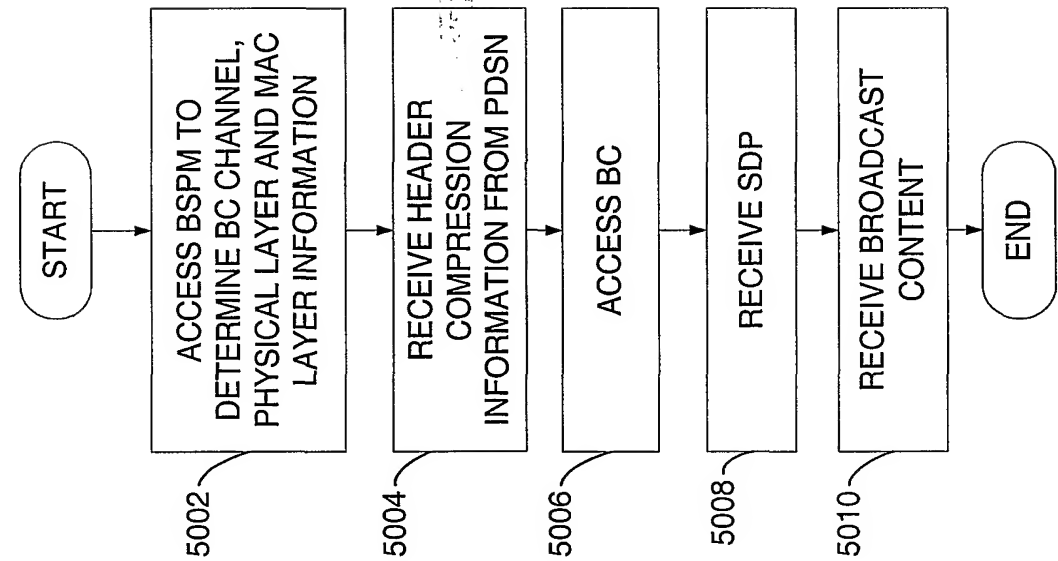 START
5002
ACCESS BSPM TO
DETERMINE BC CHANNEL,
PHYSICAL LAYER AND MAC
LAYER INFORMATION
5004
RECEIVE HEADER
COMPRESSION
INFORMATION FROM PDSN
5006
ACCESS BC
5008
RECEIVE SDP
5010
RECEIVE BROADCAST
CONTENT
END